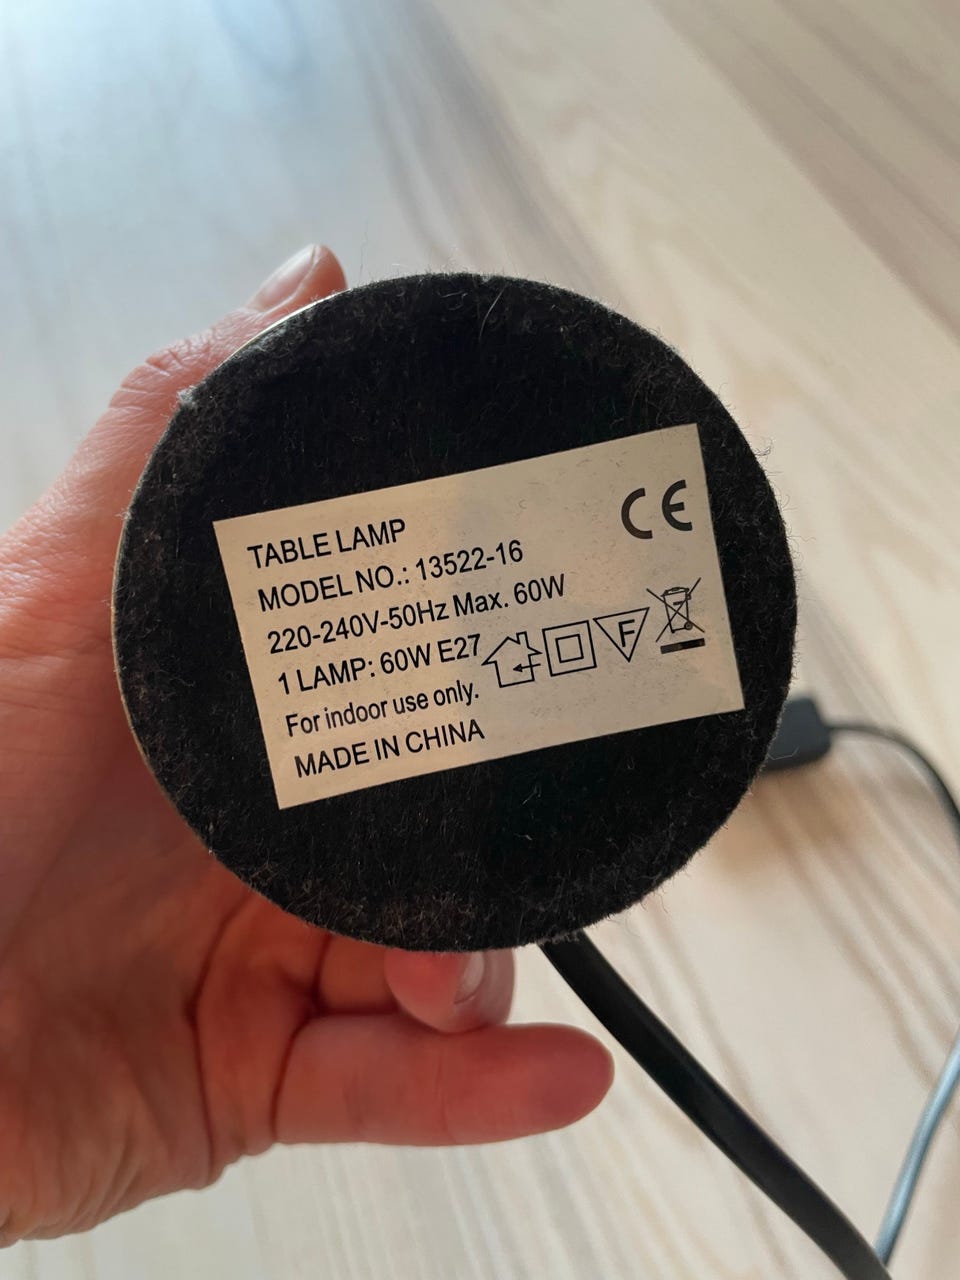 CE
TABLE LAMP
MODEL NO.: 13522-16
220-240V-50Hz Max. 60W
1 LAMP: 60W E27
F
For indoor use only.
MADE IN CHINA